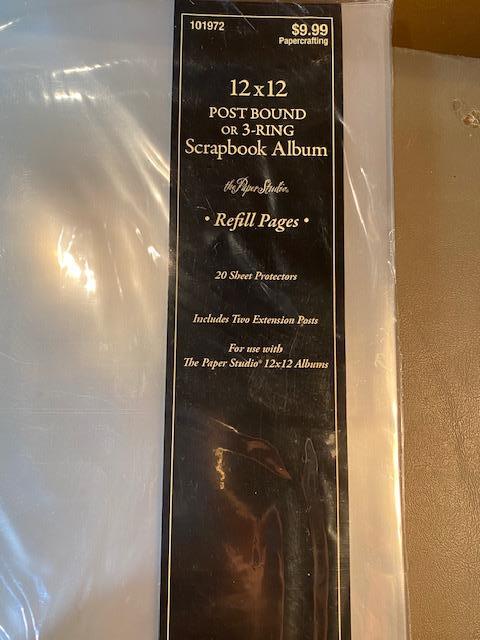 101972
$9.99
Papercrafting
12x12
POST BOUND
OR 3-RING
Scrapbook Album
the Paper Studio®
• Refill Pages •
20 Sheet Protectors
Includes Two Extension Posts
For use with
The Paper Studio® 12x12 Albums